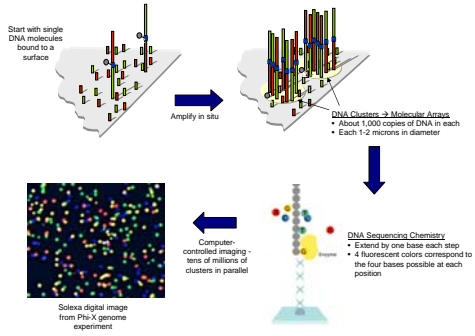 Start with single
DNA molecules
bound to a
surface
Amplify in situ
DNA Clusters → Molecular Arrays
• About 1,000 copies of DNA in each
• Each 1-2 microns in diameter
DNA Sequencing Chemistry
• Extend by one base each step
• 4 fluorescent colors correspond to
the four bases possible at each
position
G
T
G
Enzyme
Computer-
controlled imaging -
tens of millions of
clusters in parallel
Solexa digital image
from Phi-X genome
experiment